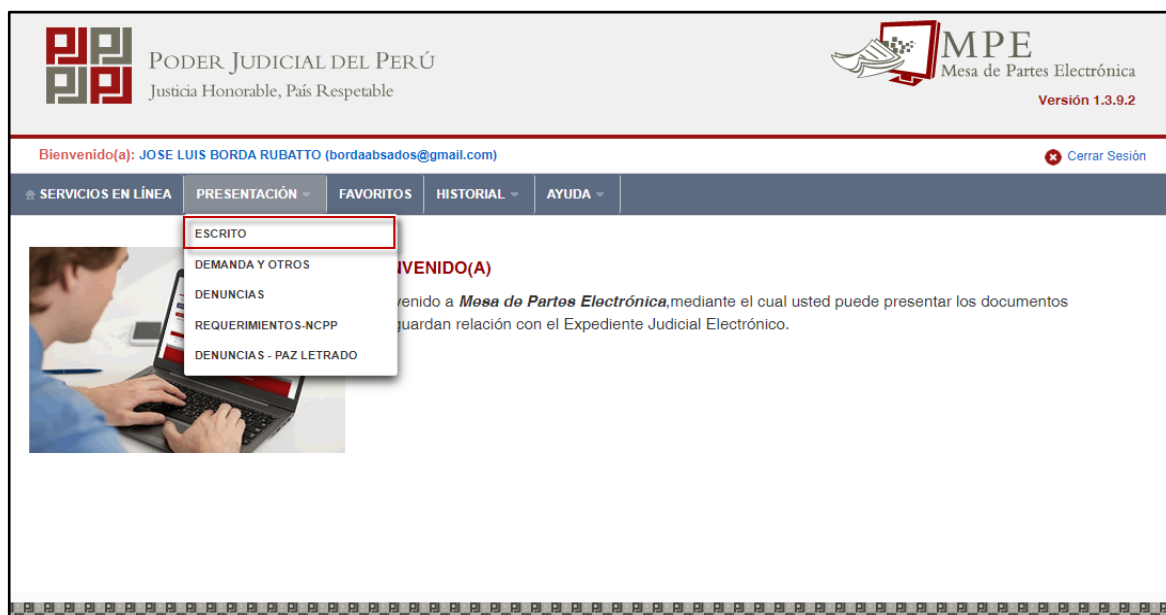 PODER JUDICIAL DEL PERÚ
Justicia Honorable, País Respetable
MPE
Mesa de Partes Electrónica
Versión 1.3.9.2
Bienvenido(a): JOSE LUIS BORDA RUBATTO (bordaabsados@gmail.com)
Cerrar Sesión
SERVICIOS EN LÍNEA
PRESENTACIÓN
FAVORITOS
HISTORIAL
AYUDA
ESCRITO
DEMANDA Y OTROS
DENUNCIAS
REQUERIMIENTOS-NCPP
DENUNCIAS - PAZ LETRADO
VENIDO(A)
venido a Mesa de Partes Electrónica,mediante el cual usted puede presentar los documentos
guardan relación con el Expediente Judicial Electrónico.